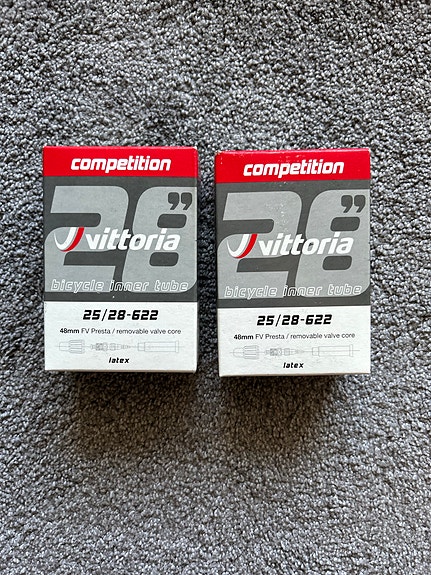 competition
28”
vittoria
bicycle inner tube
25/28-622
48mm FV Presta / removable valve core
latex
competition
28”
vittoria
bicycle inner tube
25/28-622
48mm FV Presta / removable valve core
latex